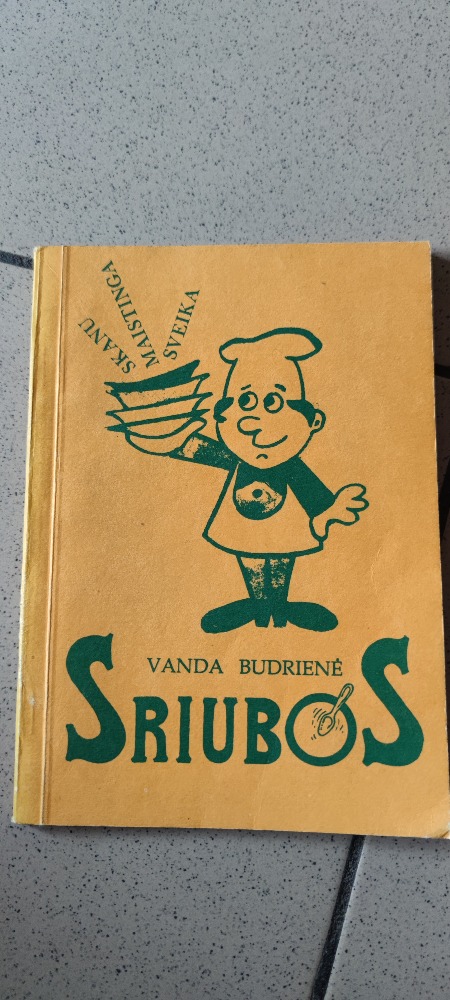 SKANU
MAISTINGA
SVEIKA
VANDA BUDRIENĖ
SRIUBOS